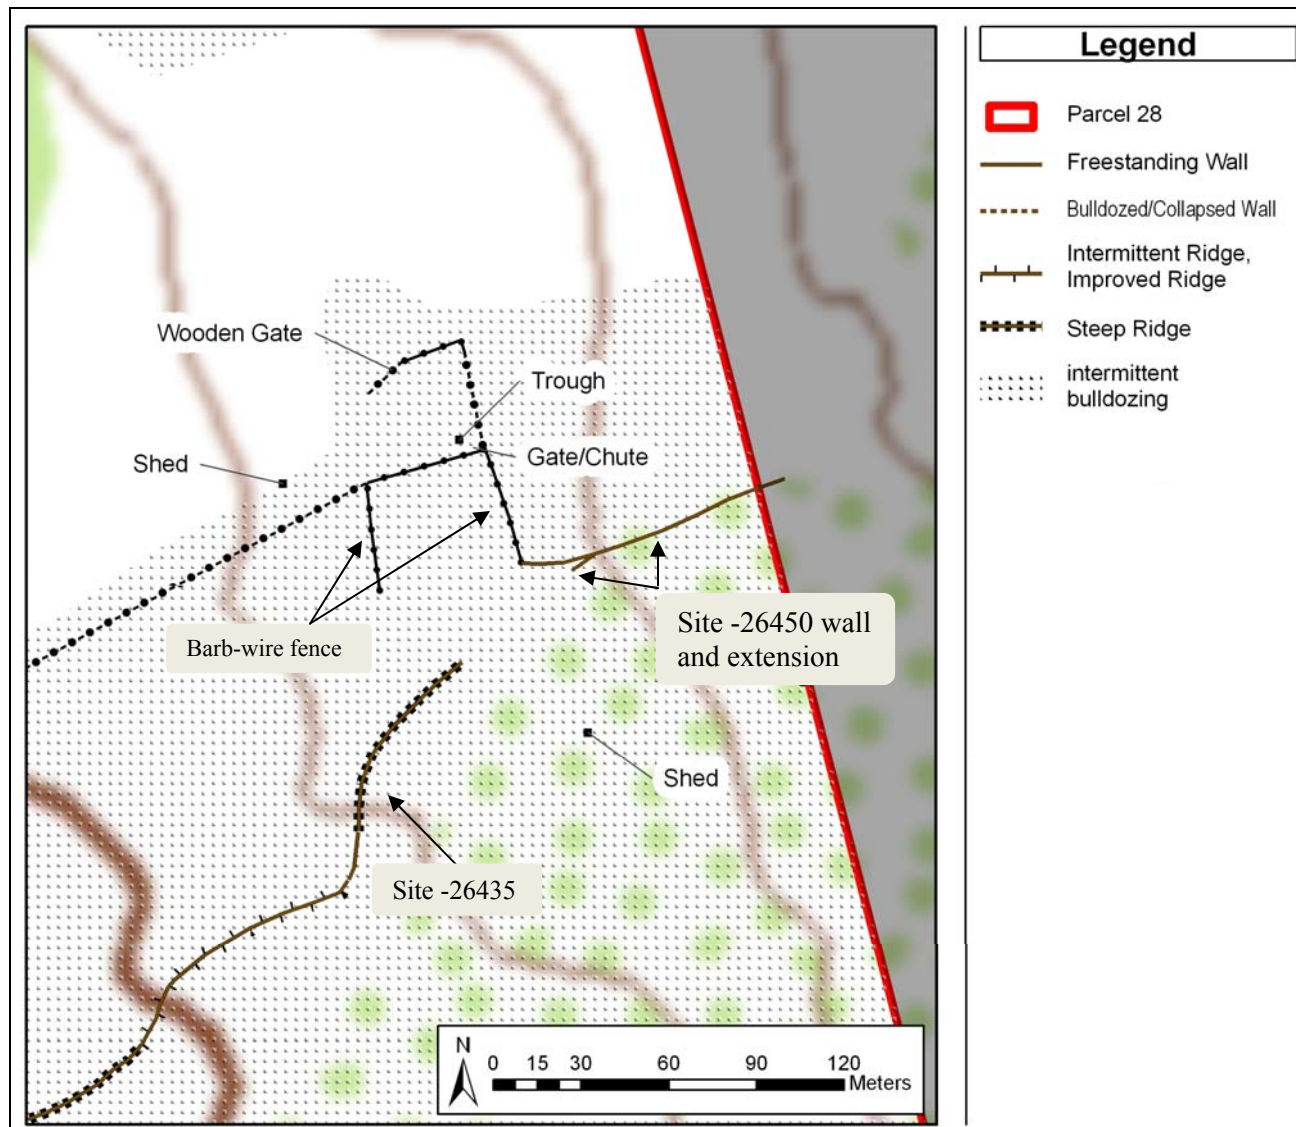 Legend
Parcel 28
Freestanding Wall
Bulldozed/Collapsed Wall
Intermittent Ridge,
Improved Ridge
Steep Ridge
intermittent
bulldozing
Wooden Gate
Trough
Shed
Gate/Chute
Barb-wire fence
Site -26450 wall
and extension
Shed
Site -26435
N
0 15 30 60 90 120
Meters